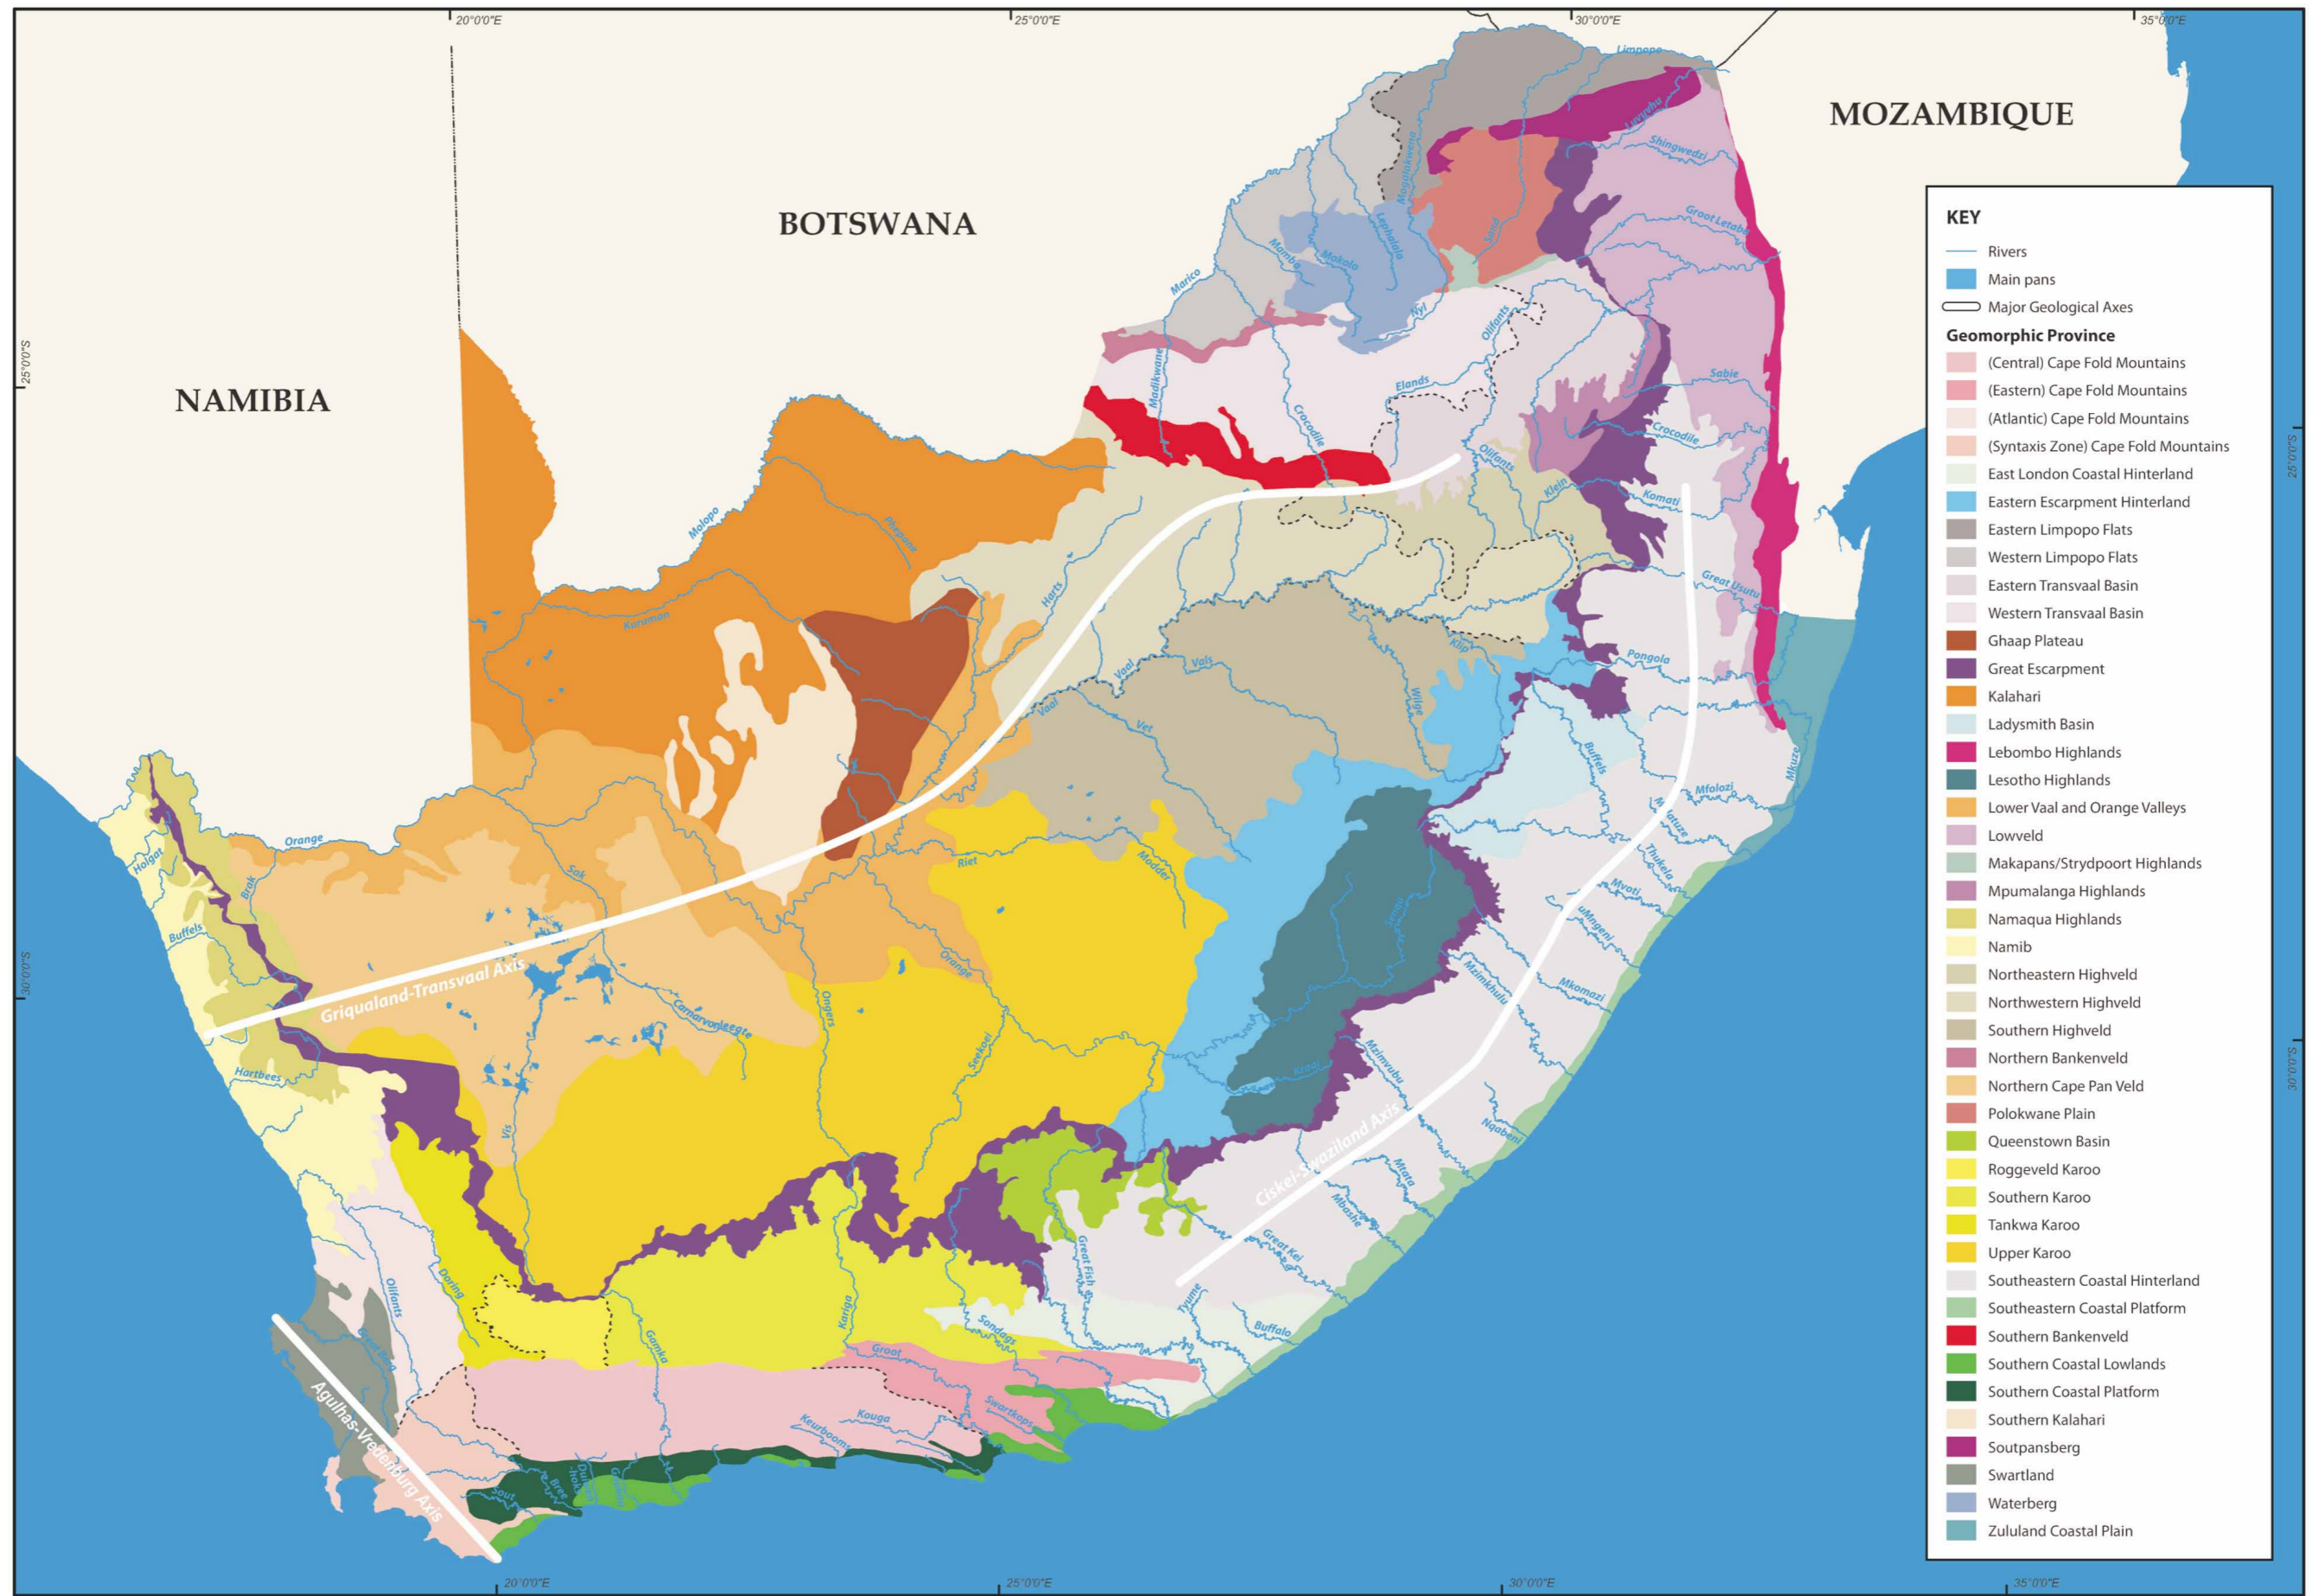 20°0'0"E
25°0'0"E
30°0'0"E
35°0'0"E
25°0'0"S
30°0'0"S
25°0'0"S
30°0'0"S
20°0'0"E
25°0'0"E
30°0'0"E
35°0'0"E
NAMIBIA
BOTSWANA
MOZAMBIQUE
Limpopo
Luvuvhu
Shingwedzi
Mogalakwena
Groot Letaba
Sand
Lephalala
Mokolo
Mamba
Marico
Nyl
Olifants
Madikwane
Elands
Sabie
Crocodile
Crocodile
Olifants
Klein
Komati
Molopo
Phepane
Harts
Great Usutu
Kuruman
Klip
Pongola
Vaal
Vals
Vaal
Wilge
Vet
Buffels
Mkuze
Mfolozi
Orange
Holgat
Brak
Sak
Riet
Modder
Thukela
Mvoti
uMngeni
Senqu
Buffels
Orange
Mzimkhulu
Mkomazi
Griqualand-Transvaal Axis
Carnarvonleegte
Ongers
Seekoei
Kraai
Mzimvubu
Hartbees
Vis
Nqabeni
Ciskei-Swaziland Axis
Mtata
Mbashe
Great Kei
Great Fish
Tyume
Buffalo
Olifants
Doring
Great Berg
Gamka
Kariga
Sondags
Groot
Swartkops
Kouga
Keurbooms
Agulhas-Vredenburg Axis
Sout
Bree
KEY
Rivers
Main pans
Major Geological Axes
Geomorphic Province
(Central) Cape Fold Mountains
(Eastern) Cape Fold Mountains
(Atlantic) Cape Fold Mountains
(Syntaxis Zone) Cape Fold Mountains
East London Coastal Hinterland
Eastern Escarpment Hinterland
Eastern Limpopo Flats
Western Limpopo Flats
Eastern Transvaal Basin
Western Transvaal Basin
Ghaap Plateau
Great Escarpment
Kalahari
Ladysmith Basin
Lebombo Highlands
Lesotho Highlands
Lower Vaal and Orange Valleys
Lowveld
Makapans/Strydpoort Highlands
Mpumalanga Highlands
Namaqua Highlands
Namib
Northeastern Highveld
Northwestern Highveld
Southern Highveld
Northern Bankenveld
Northern Cape Pan Veld
Polokwane Plain
Queenstown Basin
Roggeveld Karoo
Southern Karoo
Tankwa Karoo
Upper Karoo
Southeastern Coastal Hinterland
Southeastern Coastal Platform
Southern Bankenveld
Southern Coastal Lowlands
Southern Coastal Platform
Southern Kalahari
Soutpansberg
Swartland
Waterberg
Zululand Coastal Plain